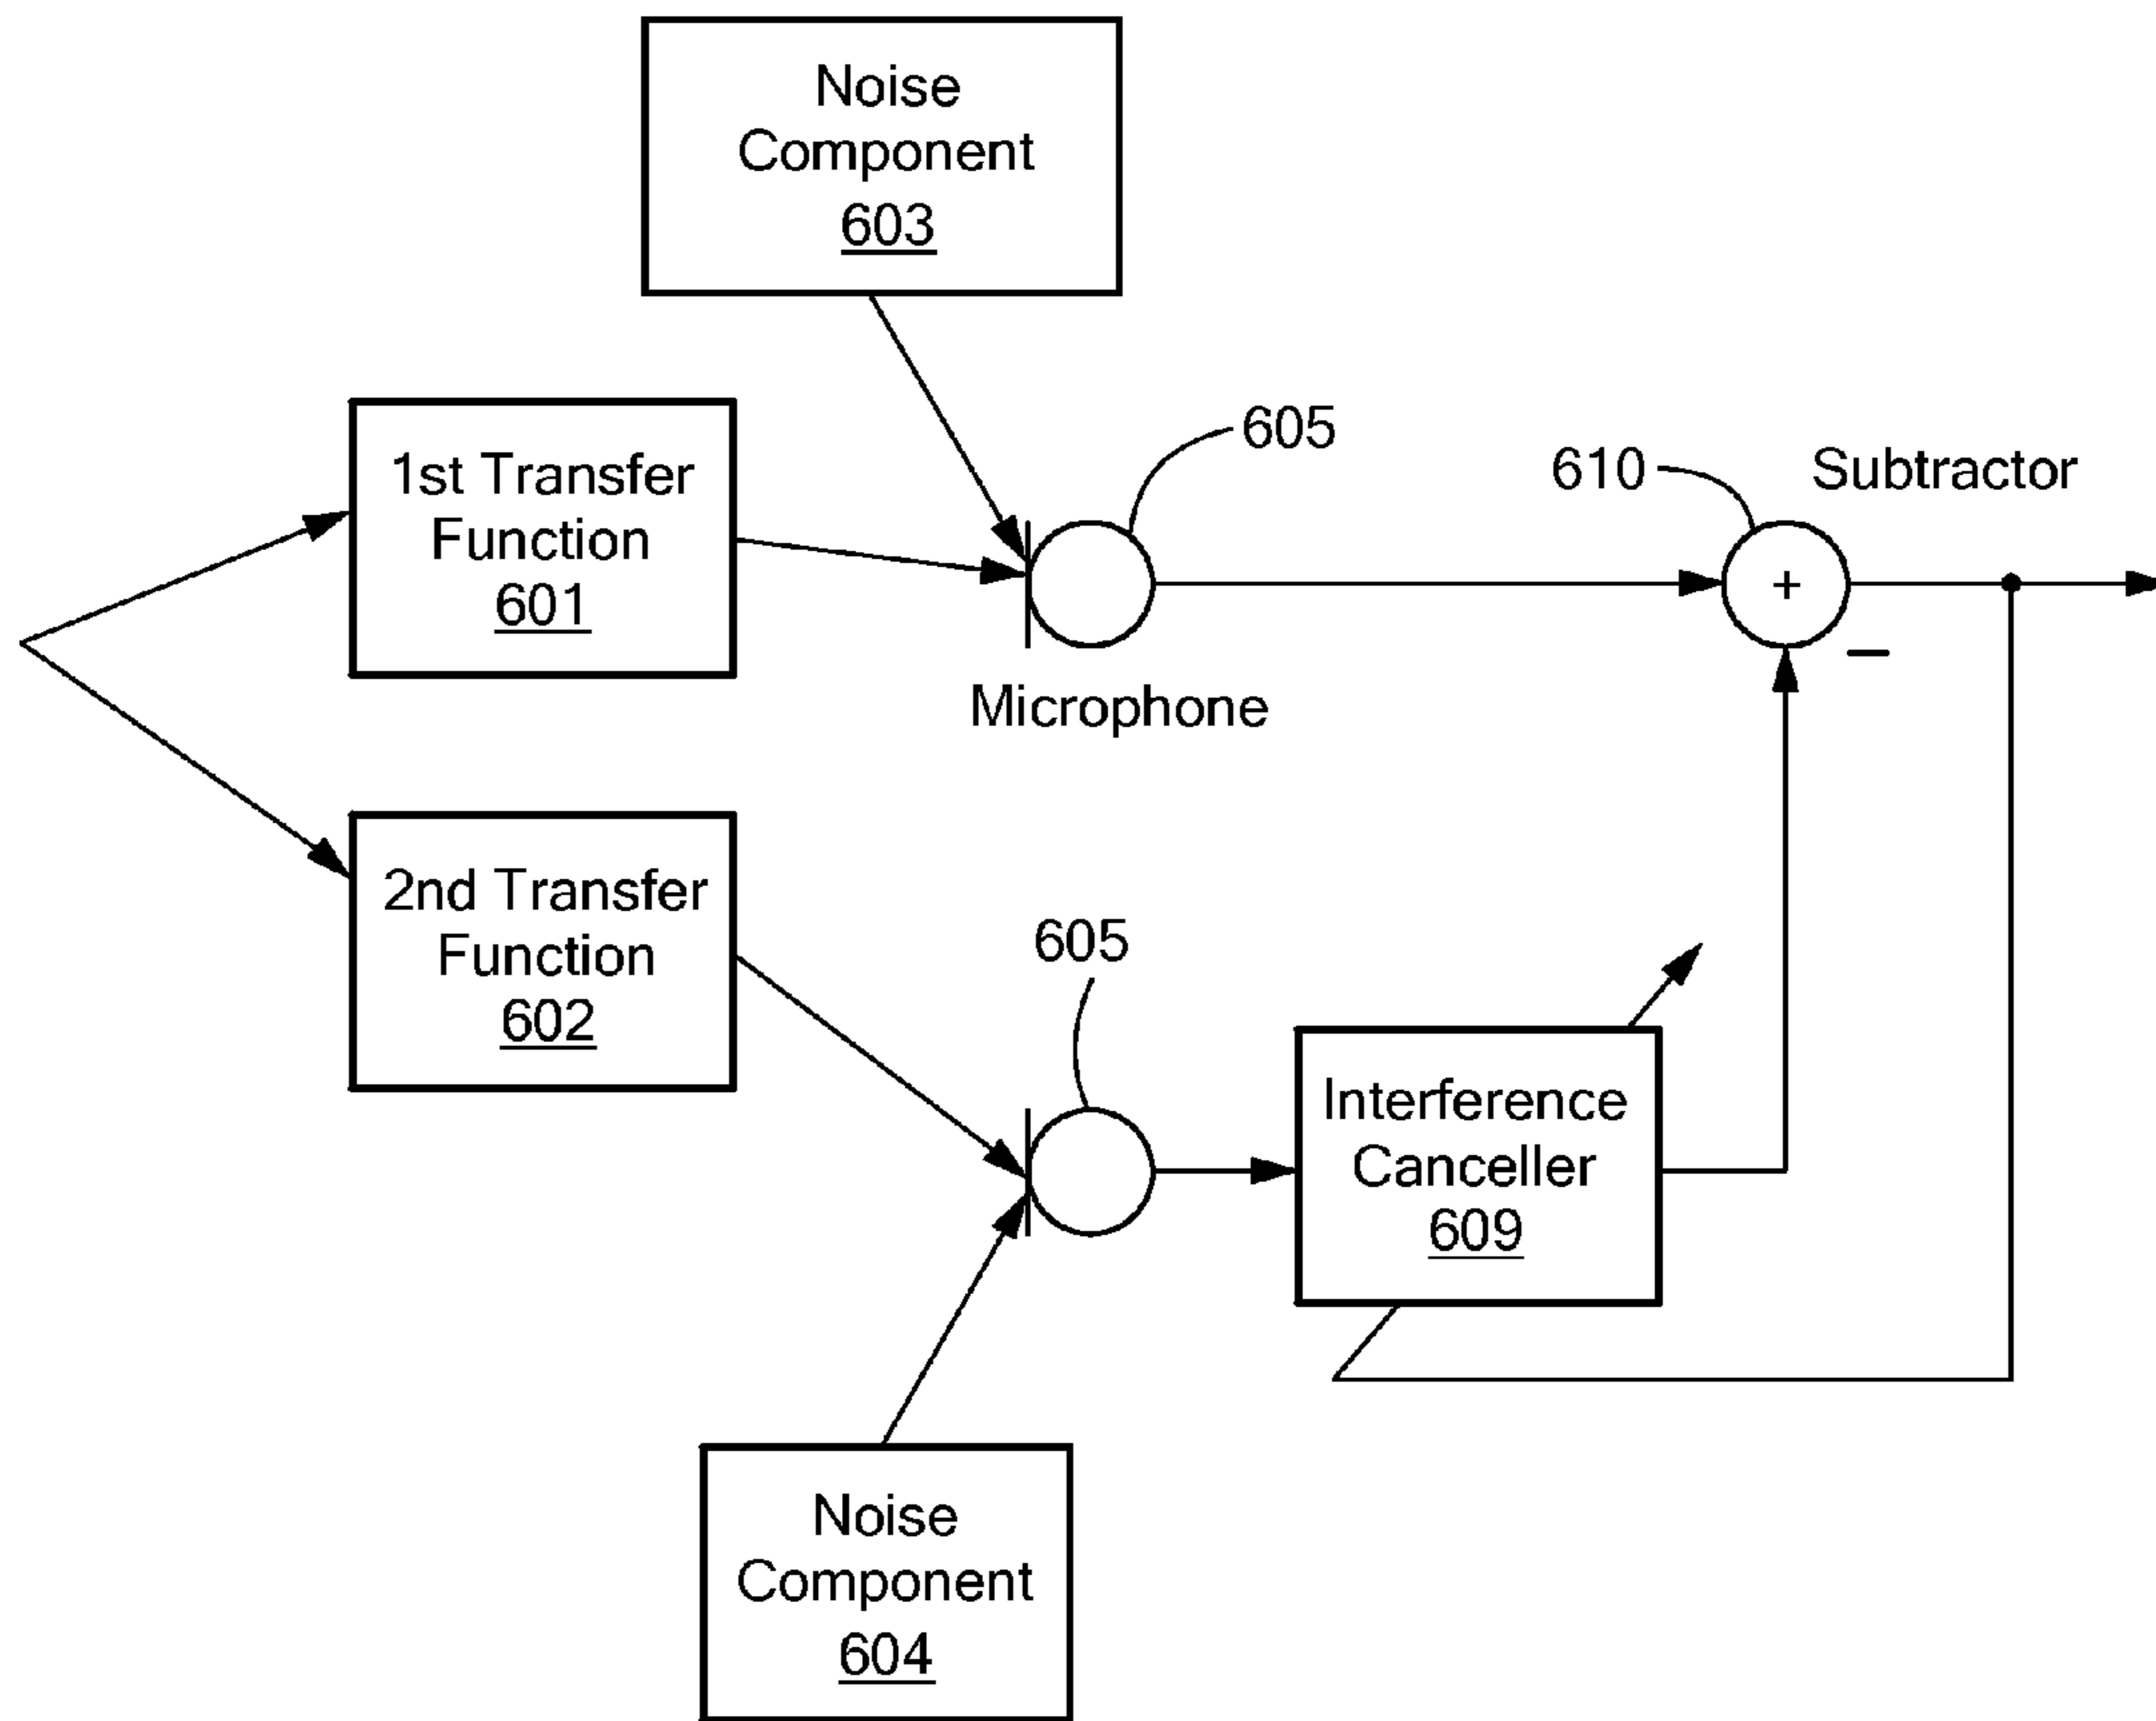 Noise
Component
603
1st Transfer
Function
601
605
610
Subtractor
+
−
Microphone
2nd Transfer
Function
602
605
Interference
Canceller
609
Noise
Component
604